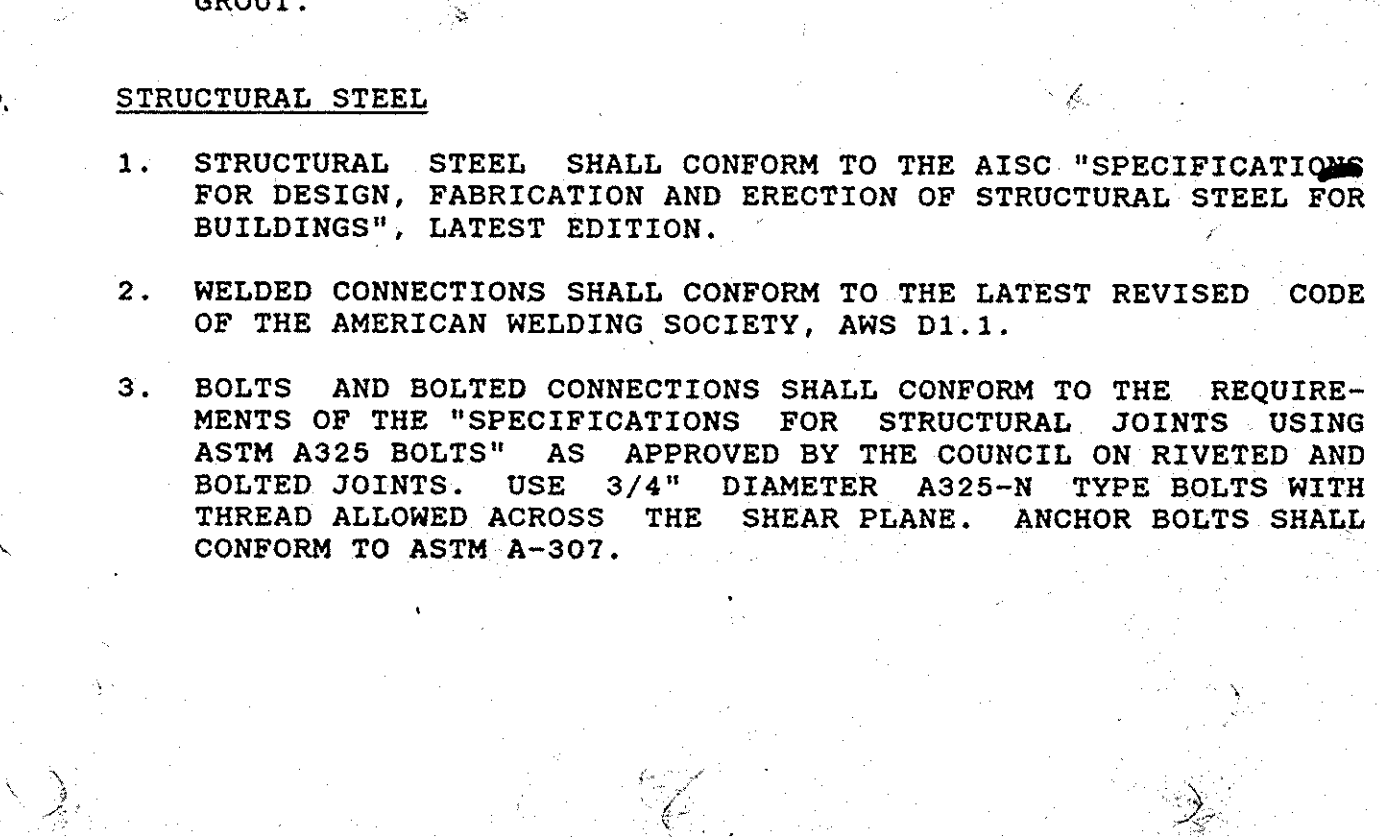 GROUT.
STRUCTURAL STEEL
1. STRUCTURAL STEEL SHALL CONFORM TO THE AISC "SPECIFICATIONS
FOR DESIGN, FABRICATION AND ERECTION OF STRUCTURAL STEEL FOR
BUILDINGS", LATEST EDITION.
2. WELDED CONNECTIONS SHALL CONFORM TO THE LATEST REVISED CODE
OF THE AMERICAN WELDING SOCIETY, AWS D1.1.
3. BOLTS AND BOLTED CONNECTIONS SHALL CONFORM TO THE REQUIRE-
MENTS OF THE "SPECIFICATIONS FOR STRUCTURAL JOINTS USING
ASTM A325 BOLTS" AS APPROVED BY THE COUNCIL ON RIVETED AND
BOLTED JOINTS. USE 3/4" DIAMETER A325-N TYPE BOLTS WITH
THREAD ALLOWED ACROSS THE SHEAR PLANE. ANCHOR BOLTS SHALL
CONFORM TO ASTM A-307.